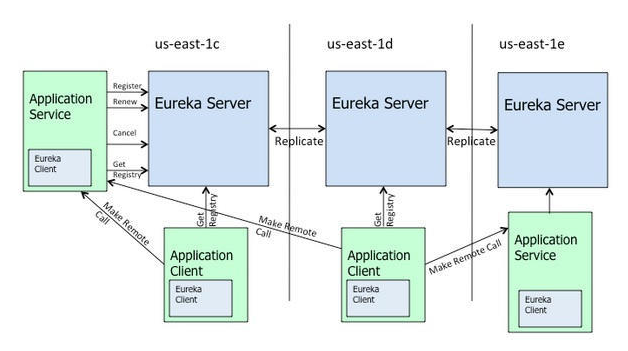 us-east-1c
us-east-1d
us-east-1e
Application
Service
Eureka
Client
Register
Renew
Cancel
Get
Registry
Eureka Server
Replicate
Eureka Server
Replicate
Eureka Server
Make Remote
Call
Get
Registry
Make Remote
Call
Get
Registry
Make Remote Call
Application
Client
Eureka
Client
Application
Client
Eureka
Client
Application
Service
Eureka
Client